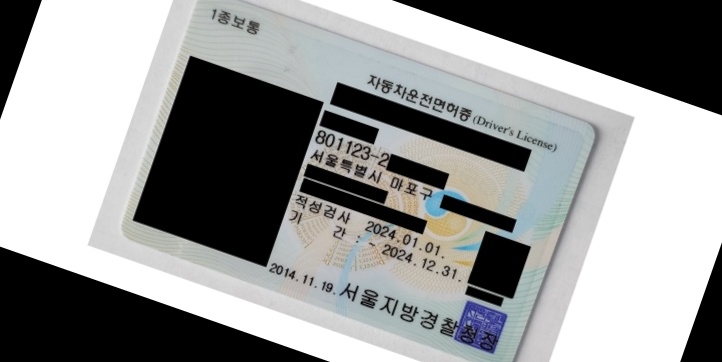 1종보통
자동차운전면허증 (Driver's License)
801123-2
서울특별시 마포구
적성검사 2024.01.01.
기 간 : ~ 2024.12.31.
2014.11.19. 서울지방경찰청장